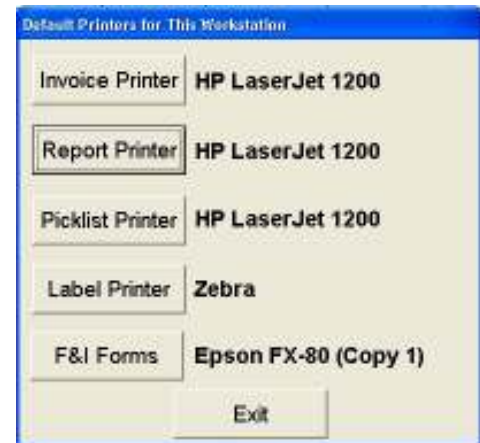 Default Printers for This Workstation
Invoice Printer HP LaserJet 1200
Report Printer HP LaserJet 1200
Picklist Printer HP LaserJet 1200
Label Printer Zebra
F&I Forms Epson FX-80 (Copy 1)
Exit